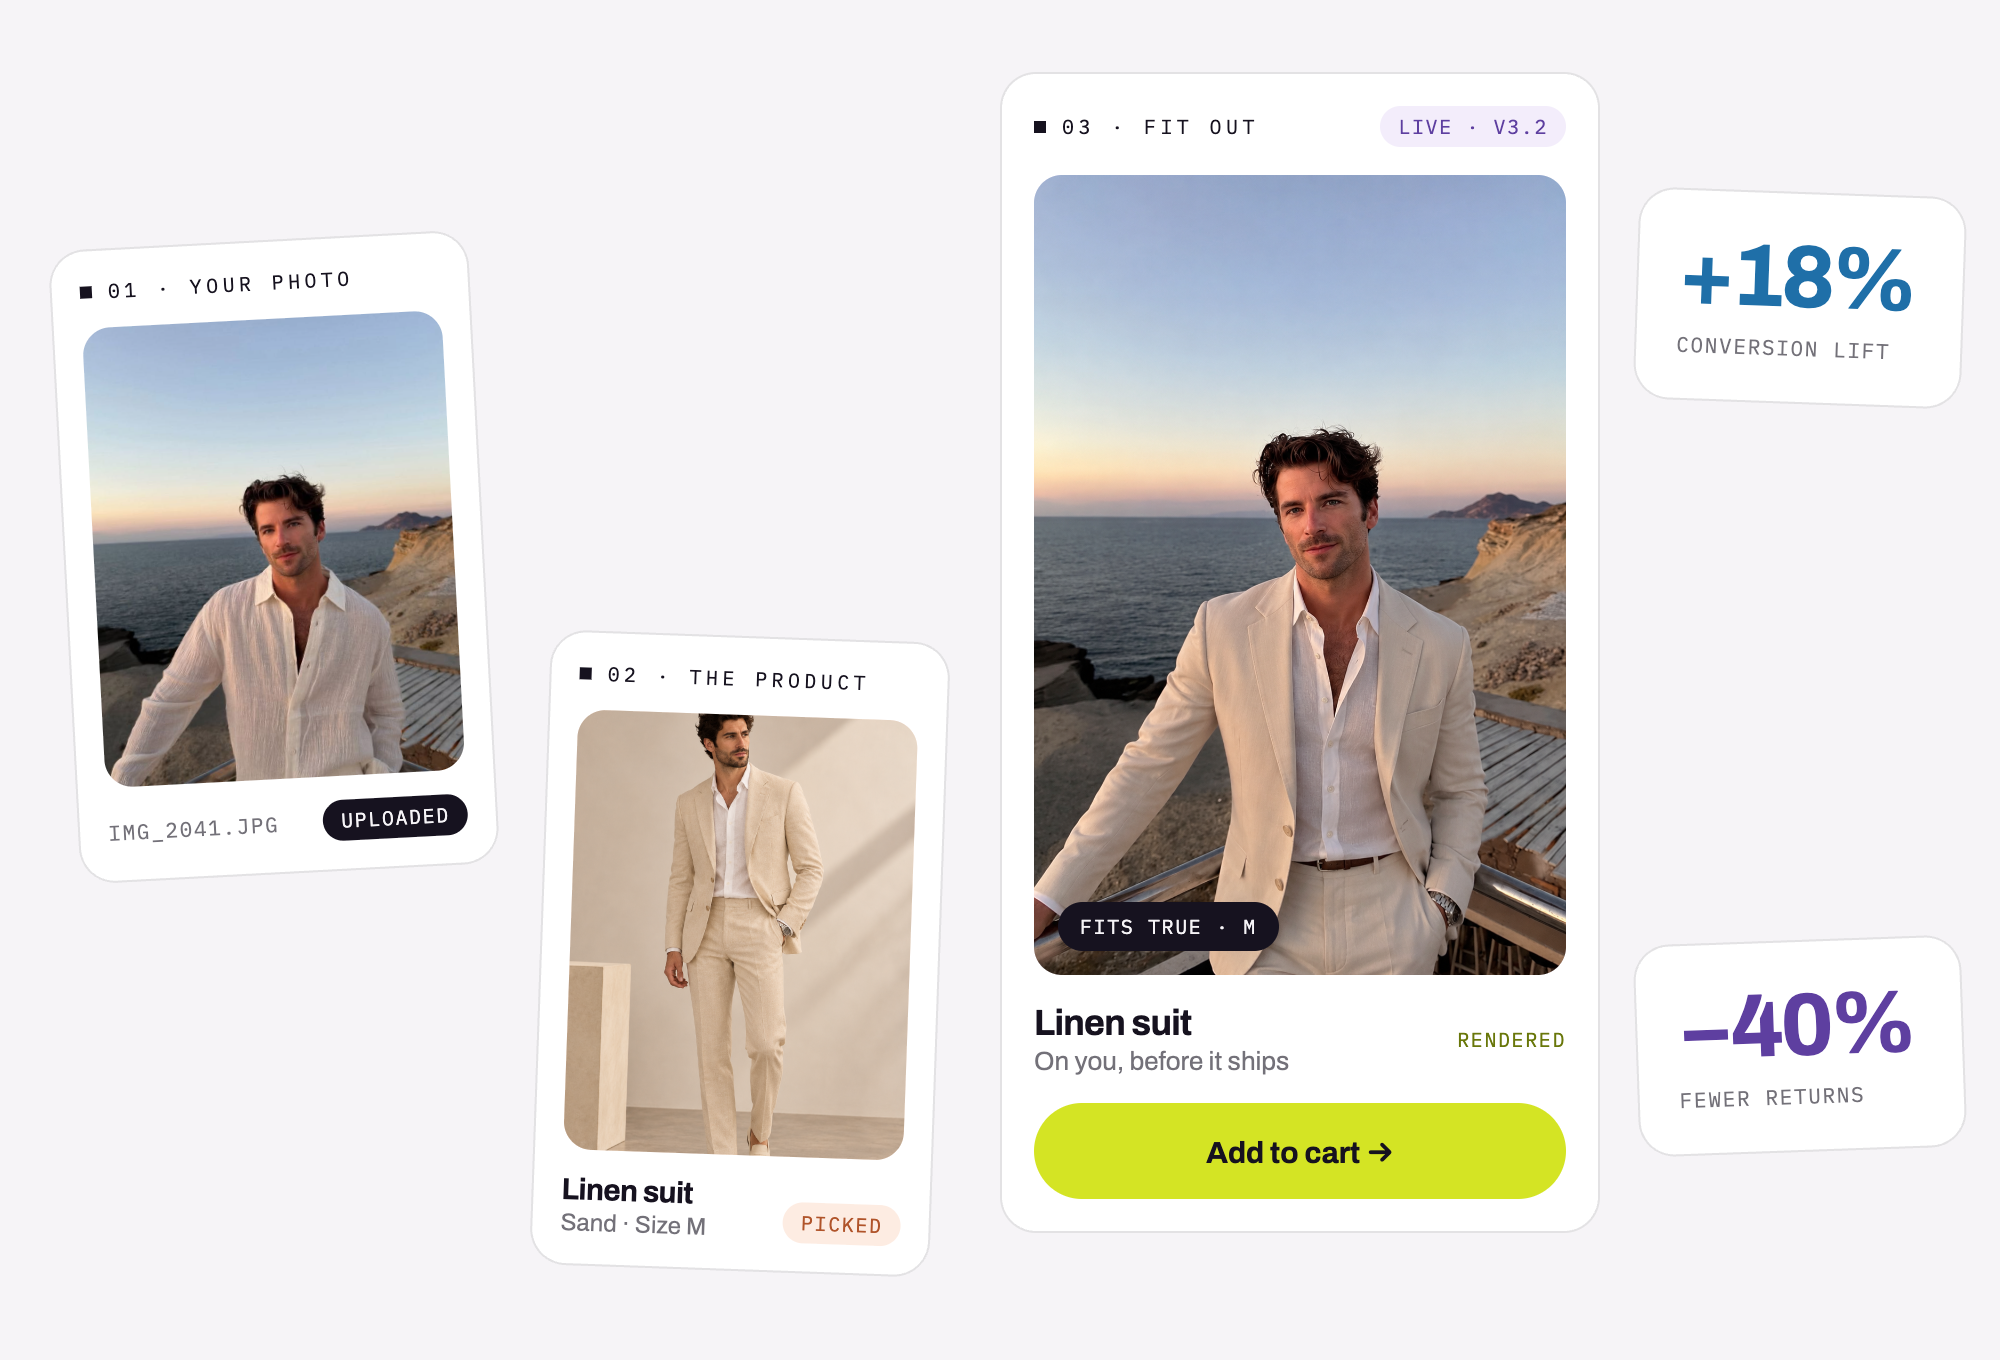 01 · YOUR PHOTO
IMG_2041.JPG
UPLOADED
02 · THE PRODUCT
Linen suit
Sand · Size M
PICKED
03 · FIT OUT
LIVE · V3.2
FITS TRUE · M
Linen suit
On you, before it ships
RENDERED
Add to cart →
+18%
CONVERSION LIFT
–40%
FEWER RETURNS